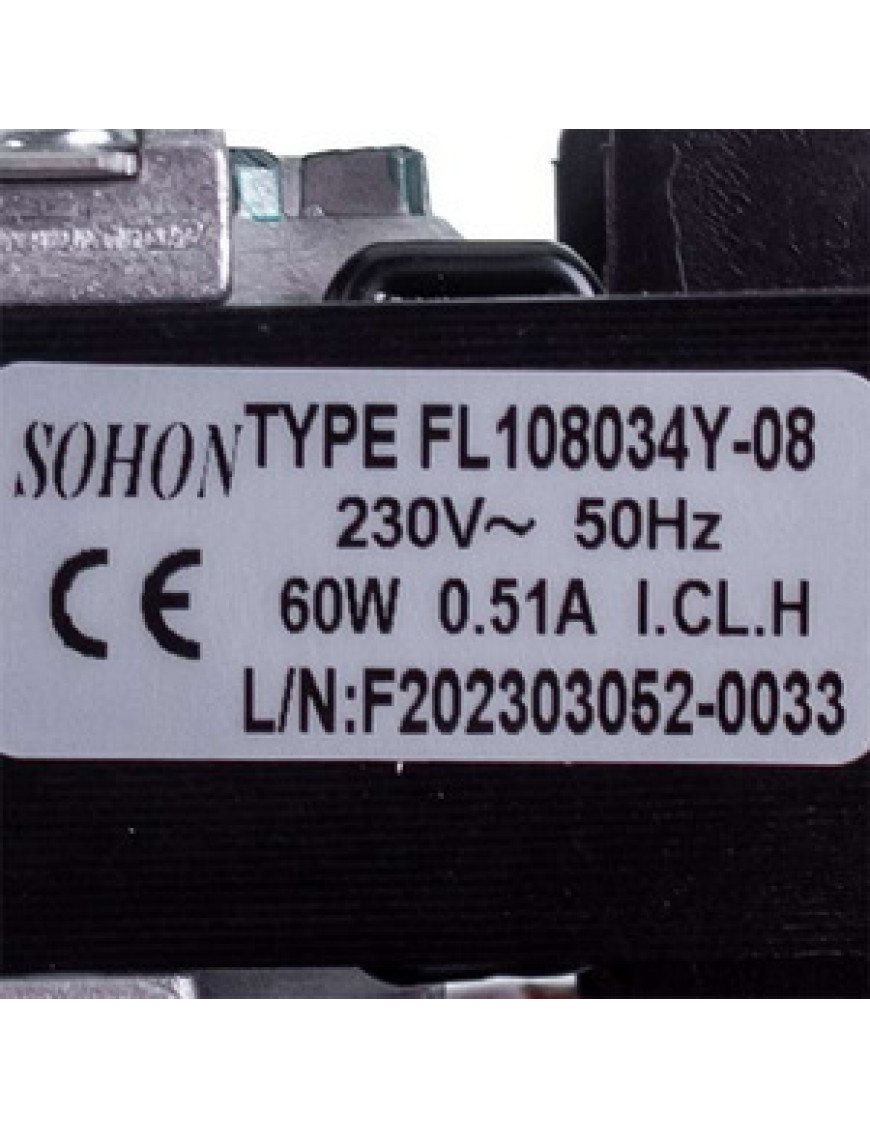 SOHON TYPE FL108034Y-08
230V~ 50Hz
CE 60W 0.51A I.CL.H
L/N:F202303052-0033